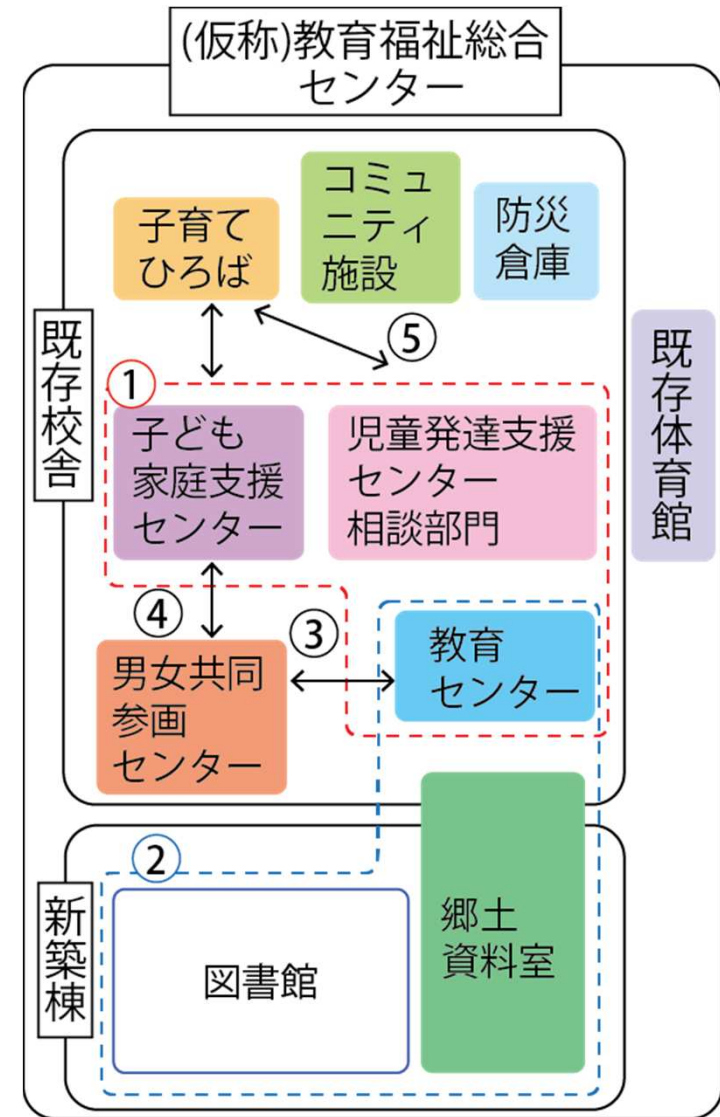 (仮称)教育福祉総合
センター
子育て
ひろば
コミュ
ニティ
施設
防災
倉庫
既存校舎
既存体育館
⑤
①
子ども
家庭支援
センター
児童発達支援
センター
相談部門
④
③
男女共同
参画
センター
教育
センター
②
新築棟
図書館
郷土
資料室